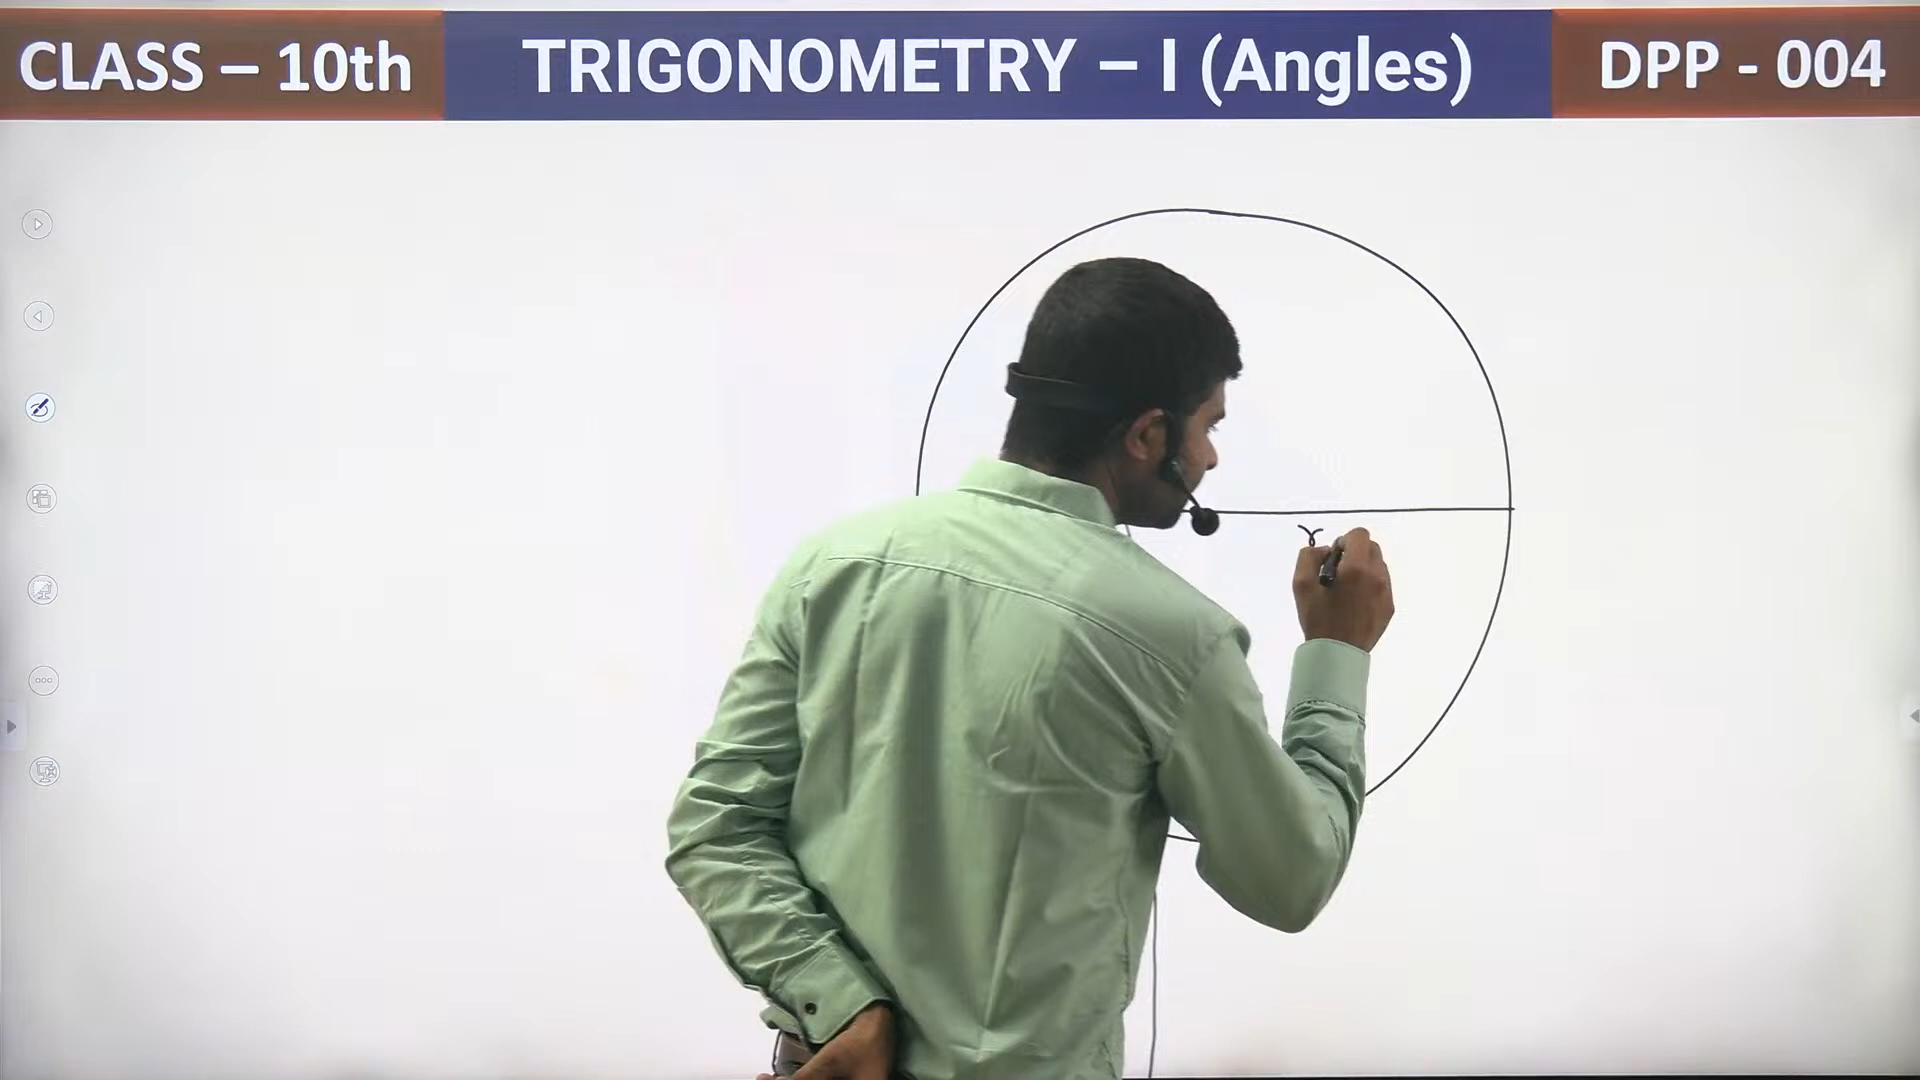 CLASS – 10th
TRIGONOMETRY – I (Angles)
DPP - 004
r